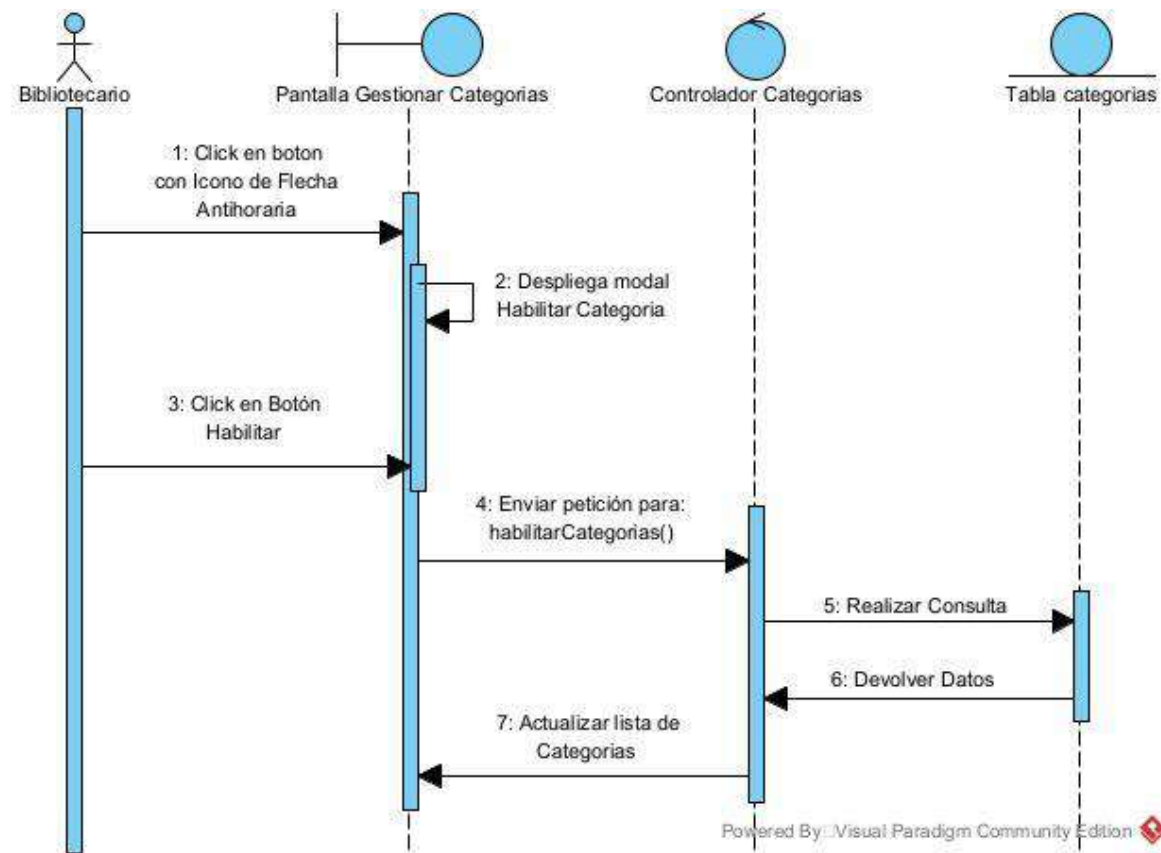 Bibliotecario
Pantalla Gestionar Categorias
Controlador Categorias
Tabla categorias
1: Click en boton
con Icono de Flecha
Antihoraria
2: Despliega modal
Habilitar Categoria
3: Click en Botón
Habilitar
4: Enviar petición para:
habilitarCategorias()
5: Realizar Consulta
6: Devolver Datos
7: Actualizar lista de
Categorias
Powered By Visual Paradigm Community Edition